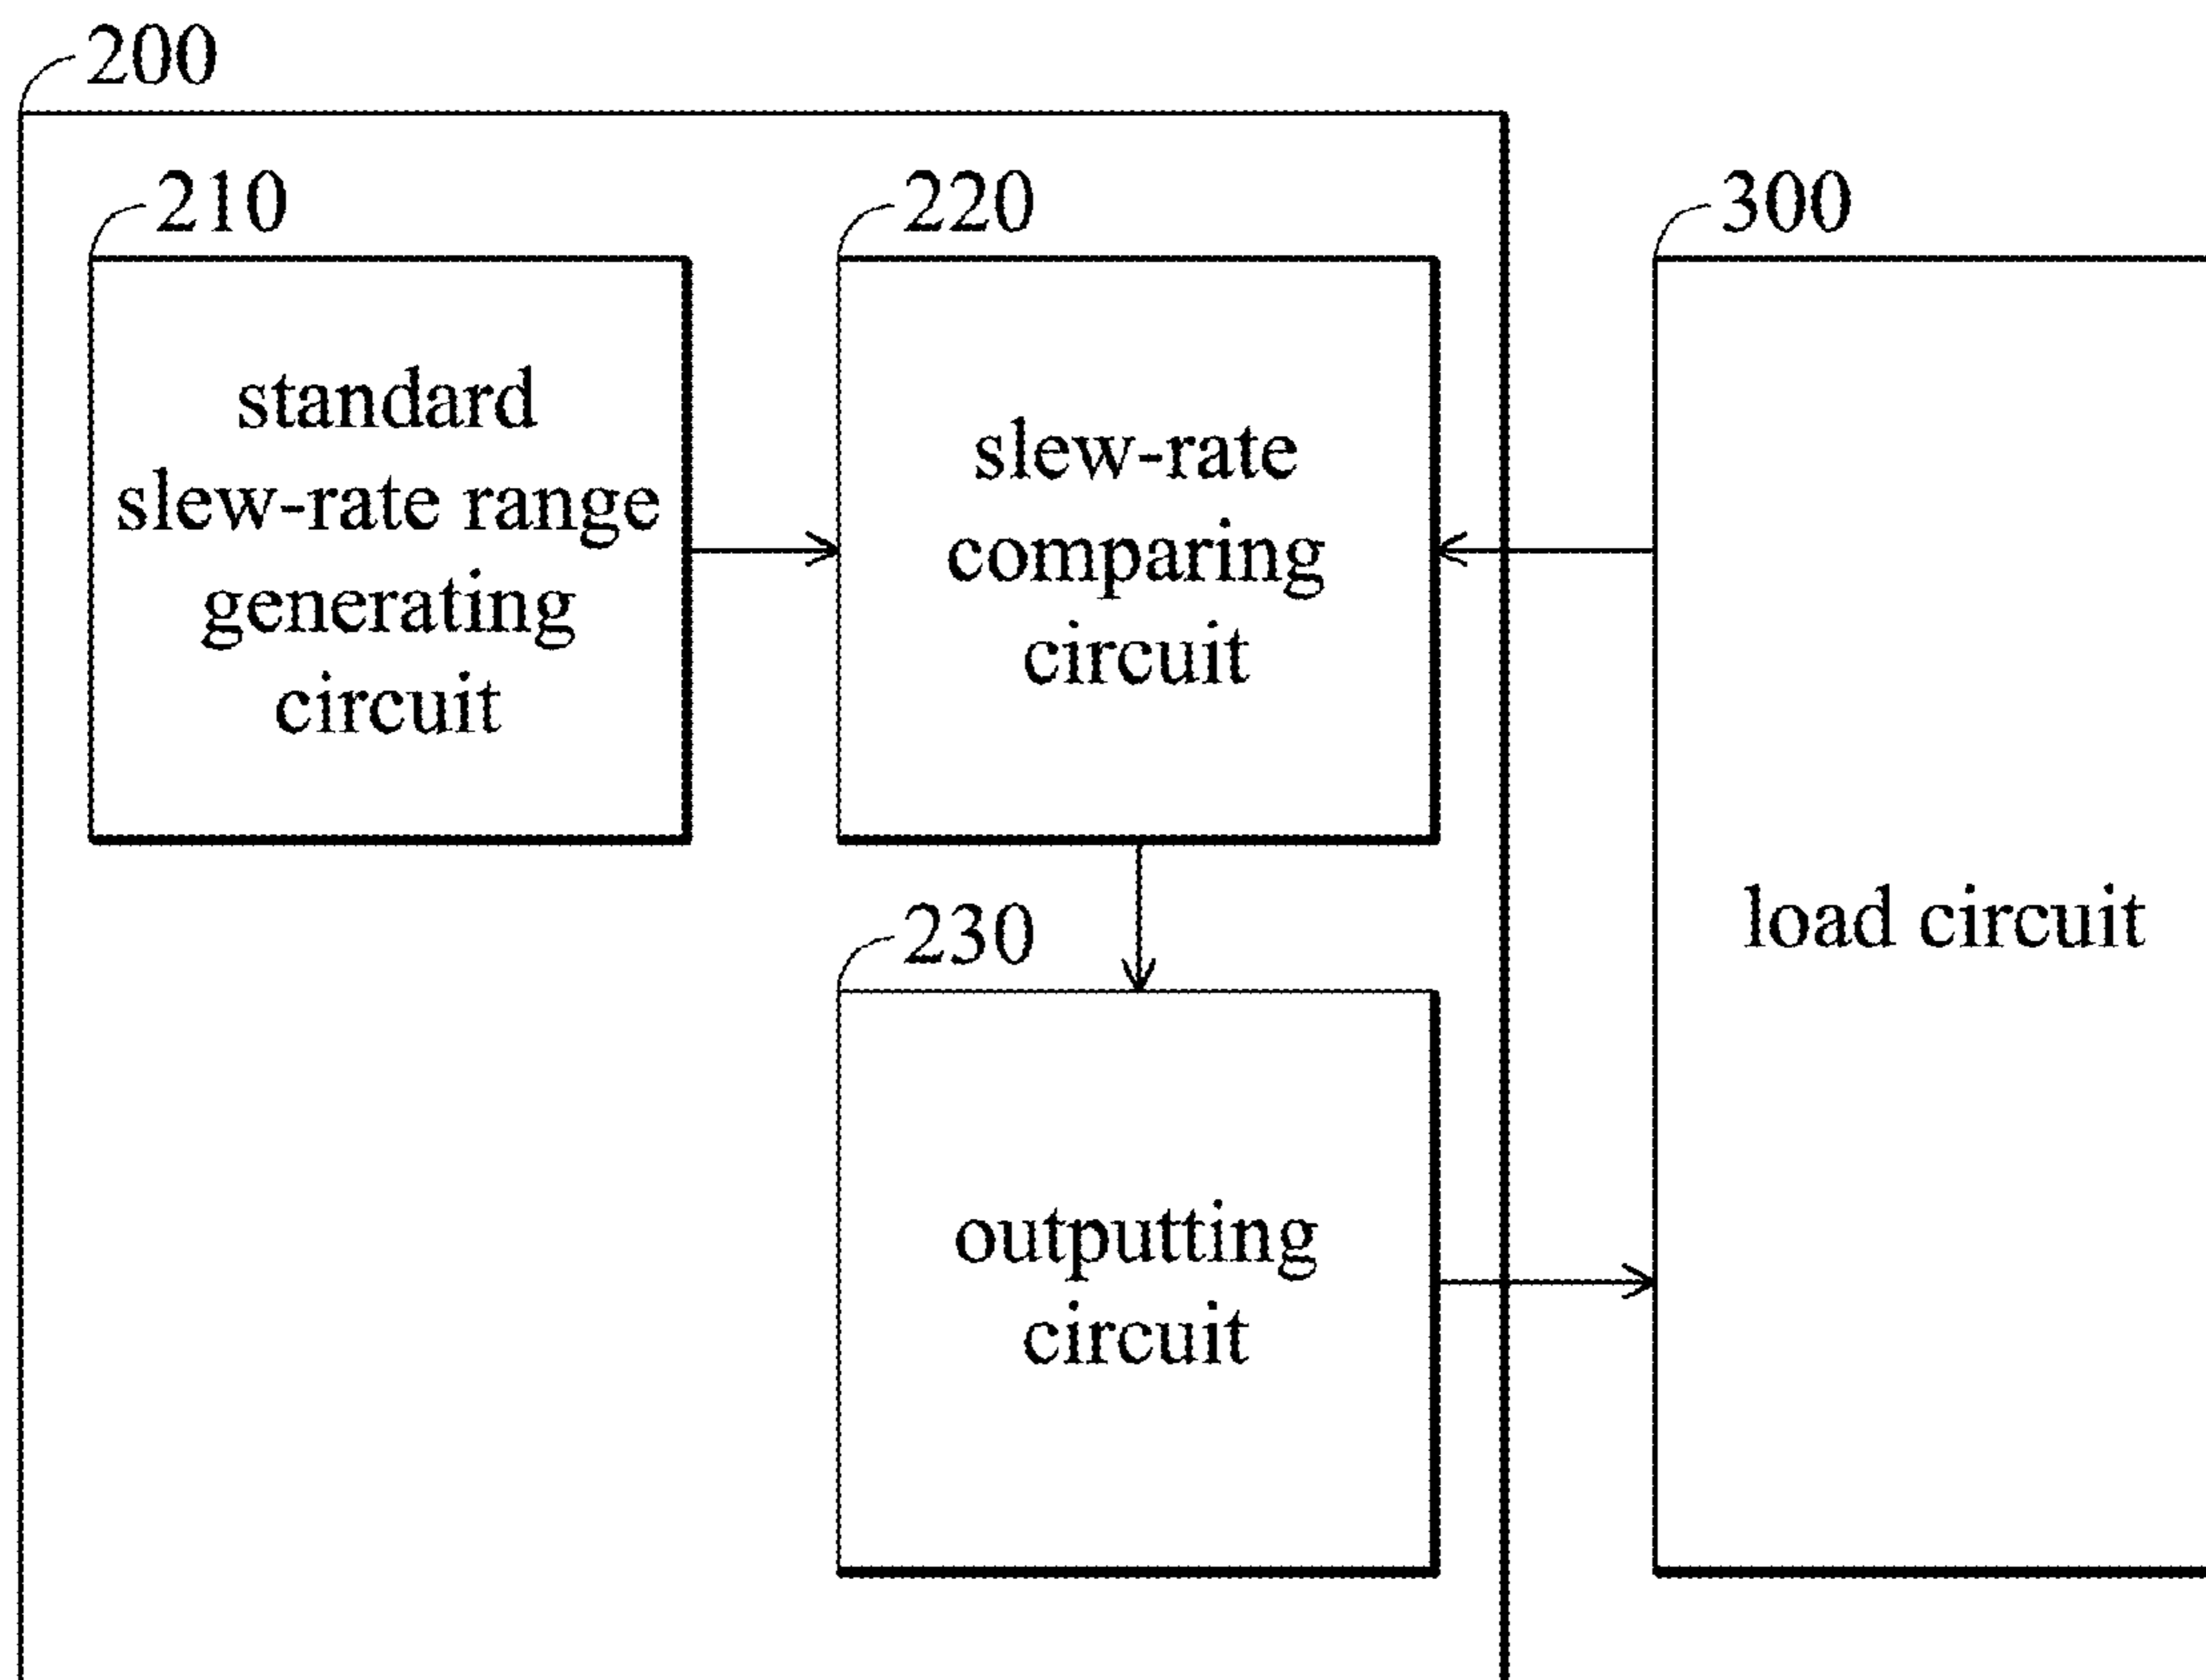 200
210
220
300
standard
slew-rate range
generating
circuit
slew-rate
comparing
circuit
load circuit
230
outputting
circuit